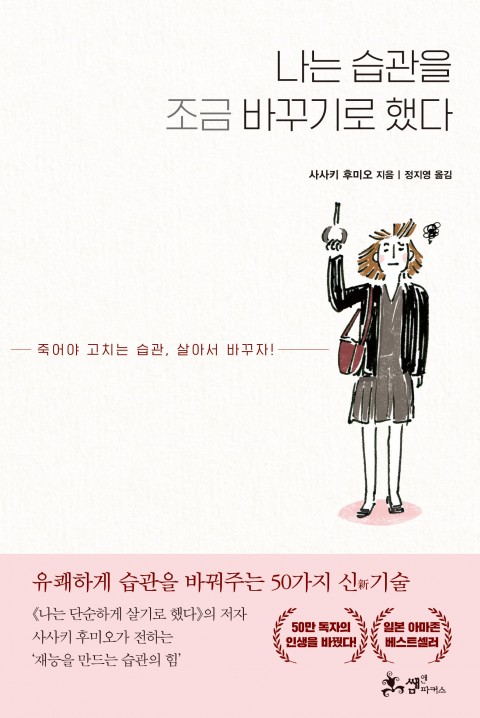 나는 습관을
조금 바꾸기로 했다
사사키 후미오 지음 | 정지영 옮김
죽어야 고치는 습관, 살아서 바꾸자!
유쾌하게 습관을 바꿔주는 50가지 신新기술
《나는 단순하게 살기로 했다》의 저자
사사키 후미오가 전하는
‘재능을 만드는 습관의 힘’
50만 독자의
인생을 바꿨다!
일본 아마존
베스트셀러
쌤앤파커스